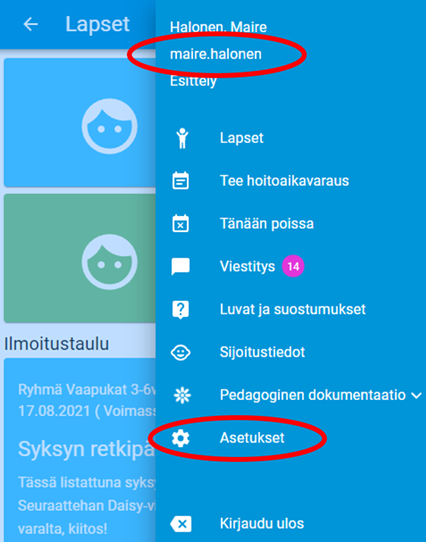 Lapset
Halonen, Maire
maire.halonen
Esittely
Lapset
Tee hoitoaikavaraus
Tänään poissa
Viestitys 14
Luvat ja suostumukset
Sijoitustiedot
Pedagoginen dokumentaatio
Asetukset
Kirjaudu ulos
Ilmoitustaulu
Ryhmä Vaapukat 3-6v
17.08.2021 ( Voimass
Syksyn retkipä
Tässä listattuna syksy
Seuraattehan Daisy-vi
varalta, kiitos!